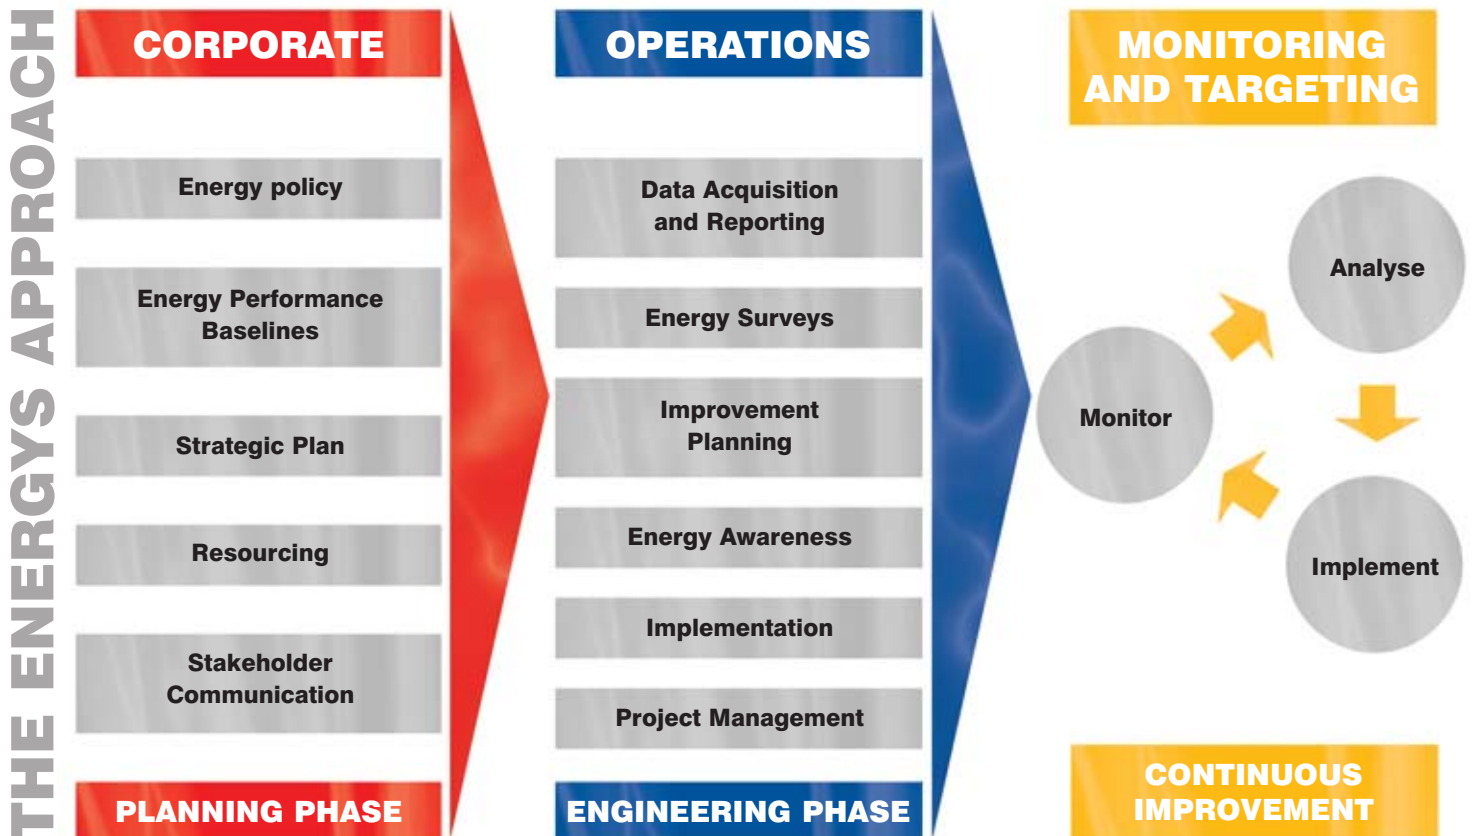 THE ENERGYS APPROACH
CORPORATE
Energy policy
Energy Performance
Baselines
Strategic Plan
Resourcing
Stakeholder
Communication
PLANNING PHASE
OPERATIONS
Data Acquisition
and Reporting
Energy Surveys
Improvement
Planning
Energy Awareness
Implementation
Project Management
ENGINEERING PHASE
MONITORING
AND TARGETING
Analyse
Monitor
Implement
CONTINUOUS
IMPROVEMENT